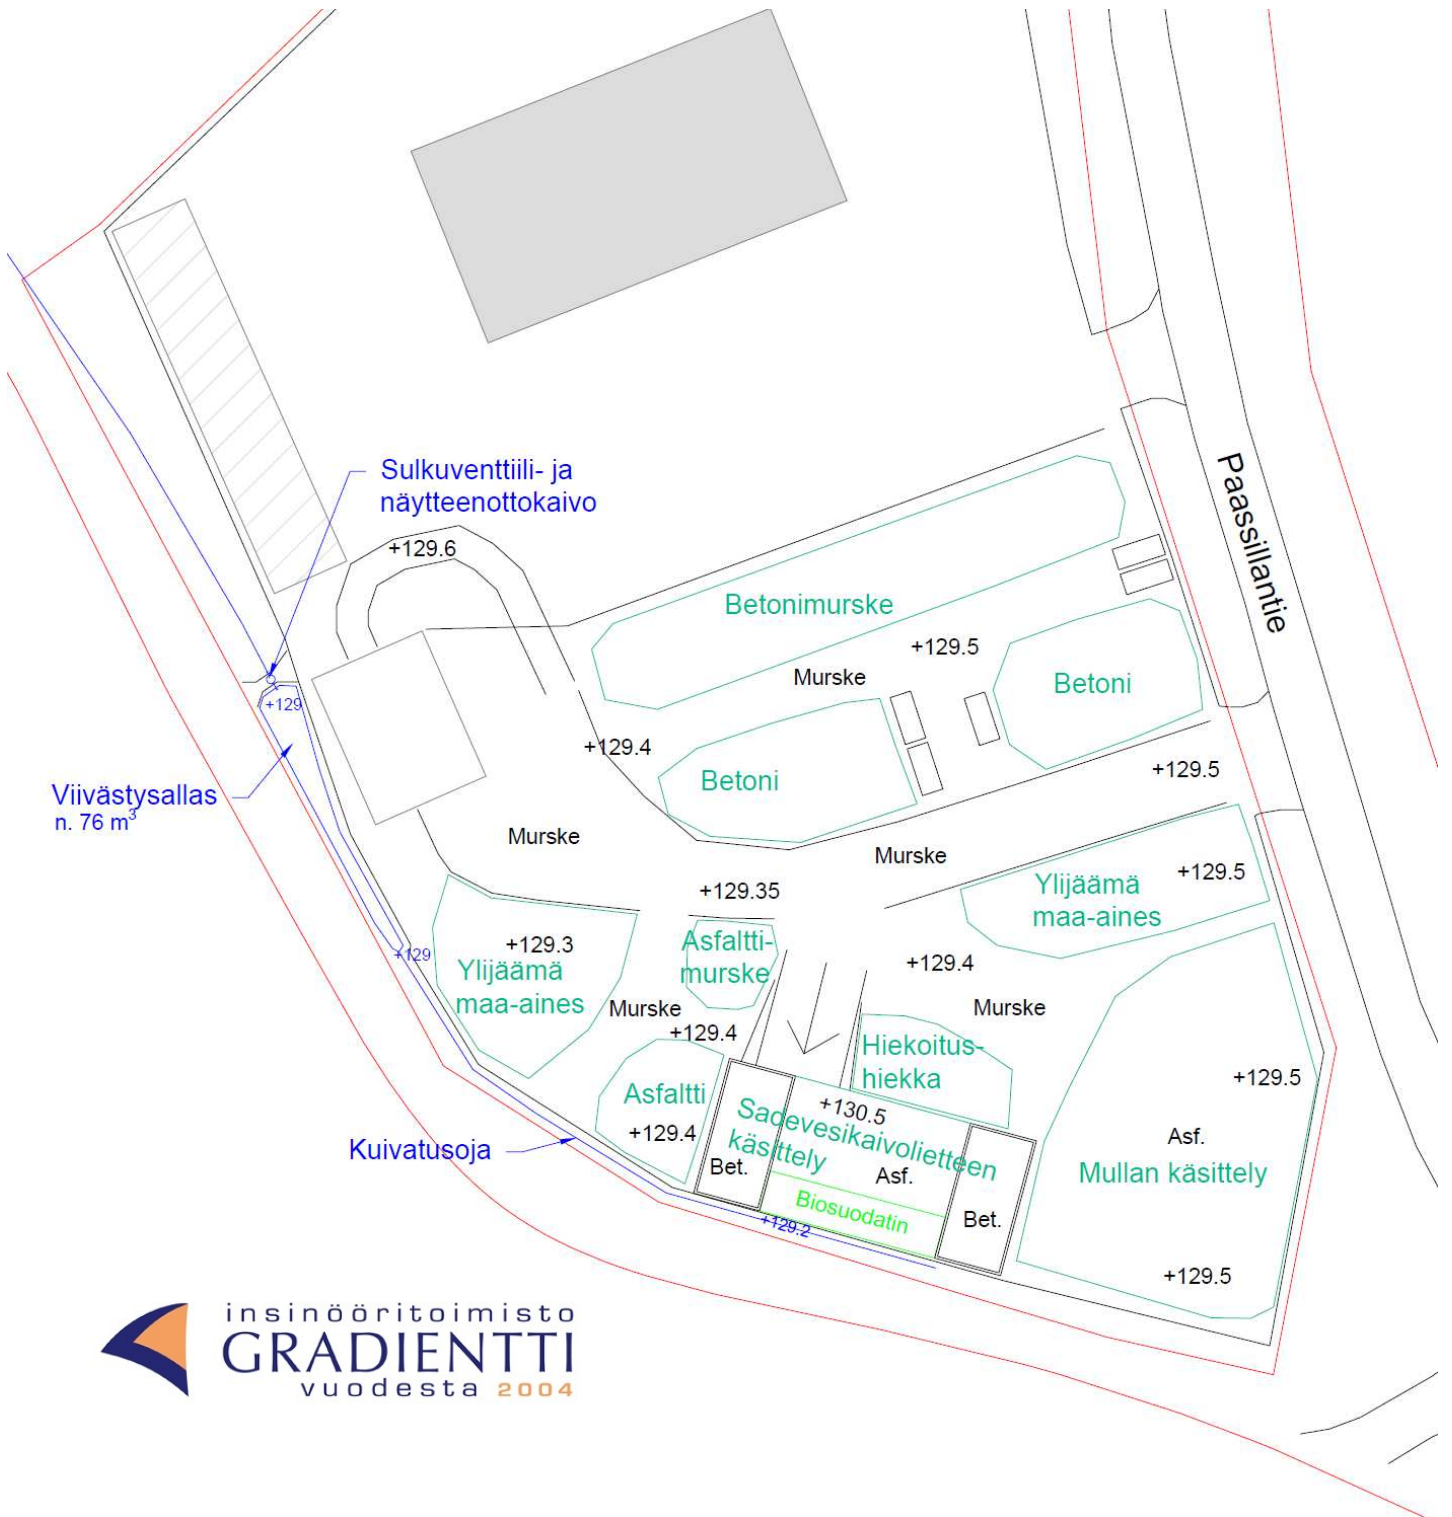 Sulkuventtiili- ja
näytteenottokaivo
+129.6
Paassillantie
Betonimurske
+129.5
Murske
Betoni
+129
+129.4
Betoni
+129.5
Viivästysallas
n. 76 m³
Murske
Murske
+129.35
Ylijäämä
maa-aines
+129.5
+129.3
Ylijäämä
maa-aines
+129
Asfaltti-
murske
+129.4
Murske
Murske
+129.4
Hiekoitus-
hiekka
+129.5
Asfaltti
+129.4
+130.5
Sadevesikaivolietteen
käsittely
Asf.
Mullan käsittely
Kuivatusoja
Bet.
Asf.
Biosuodatin
Bet.
+129.2
+129.5
insinööritoimisto
GRADIENTTI
vuodesta 2004